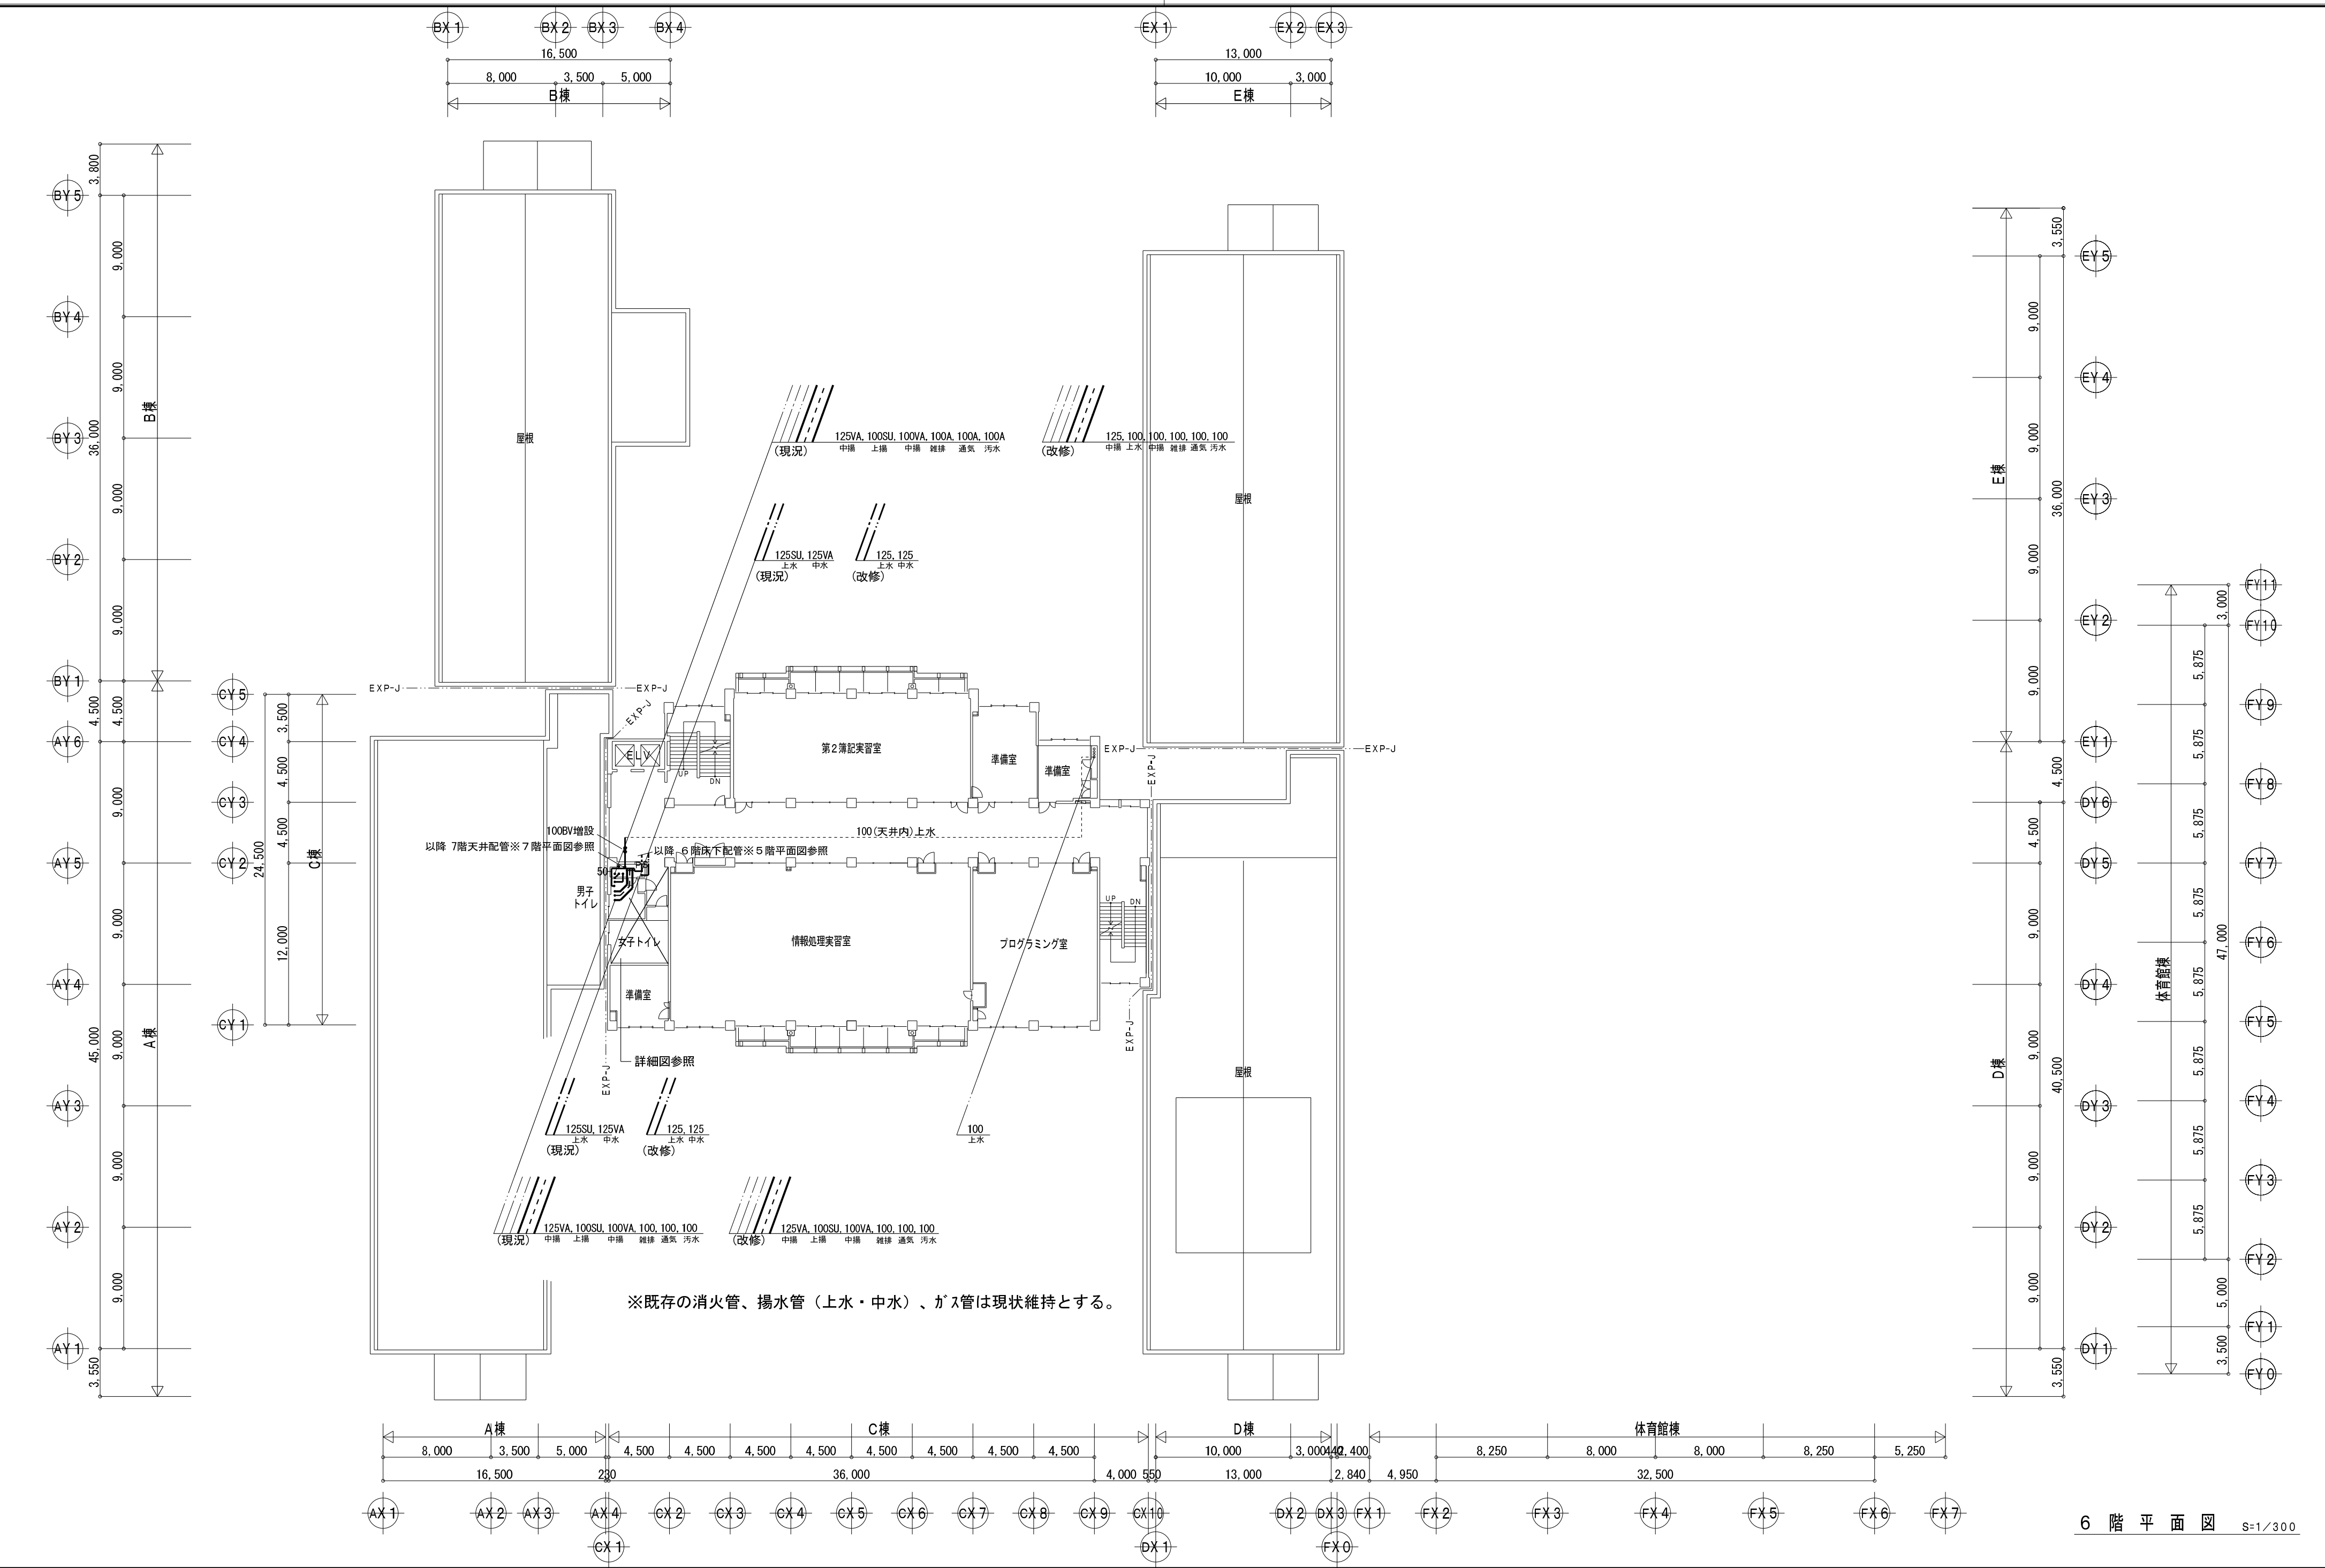 BX1 BX2 BX3 BX4 EX1 EX2 EX3
16,500 13,000
8,000 3,500 5,000 10,000 3,000
B棟 E棟
3,800
BY5
9,000
BY4
9,000
BY3
36,000
B棟
9,000
BY2
9,000
BY1
4,500 4,500
AY6
9,000
AY5
9,000
AY4
45,000
9,000
A棟
AY3
9,000
AY2
9,000
AY1
3,550
CY5
3,500
CY4
4,500
CY3
4,500
CY2
24,500
C棟
12,000
CY1
屋根
屋根
屋根
125VA,100SU,100VA,100A,100A,100A
中揚 上揚 中揚 雑排 通気 汚水
(現況)
125,100,100,100,100,100
中揚 上水 中揚 雑排 通気 汚水
(改修)
125SU,125VA
上水 中水
(現況)
125,125
上水 中水
(改修)
EXP-J EXP-J
EXP-J
EXP-J EXP-J
EXP-J
ELV
UP
DN
第2簿記実習室
準備室
準備室
100BV増設
100(天井内)上水
以降 7階天井配管※7階平面図参照
以降 6階床下配管※5階平面図参照
50
男子
トイレ
女子トイレ
情報処理実習室
プログラミング室
UP DN
準備室
詳細図参照
EXP-J
EXP-J
125SU,125VA
上水 中水
(現況)
125,125
上水 中水
(改修)
100
上水
125VA,100SU,100VA,100,100,100
中揚 上揚 中揚 雑排 通気 汚水
(現況)
125VA,100SU,100VA,100,100,100
中揚 上揚 中揚 雑排 通気 汚水
(改修)
※既存の消火管、揚水管（上水・中水）、ｶﾞｽ管は現状維持とする。
3,550
EY5
9,000
EY4
9,000
E棟
36,000
EY3
9,000
EY2
9,000
EY1
4,500
DY6
4,500
DY5
9,000
DY4
9,000
D棟
40,500
DY3
9,000
DY2
9,000
DY1
3,550
FY11
3,000
FY10
5,875
FY9
5,875
FY8
5,875
FY7
5,875
47,000
FY6
体育館棟
5,875
FY5
5,875
FY4
5,875
FY3
5,875
FY2
5,000
FY1
3,500
FY0
A棟 C棟 D棟 体育館棟
8,000 3,500 5,000 4,500 4,500 4,500 4,500 4,500 4,500 4,500 4,500 10,000 3,000 440 2,400 8,250 8,000 8,000 8,250 5,250
16,500 230 36,000 4,000 550 13,000 2,840 4,950 32,500
AX1 AX2 AX3 AX4 CX2 CX3 CX4 CX5 CX6 CX7 CX8 CX9 CX10 DX2 DX3 FX1 FX2 FX3 FX4 FX5 FX6 FX7
CX1 DX1 FX0
6 階 平 面 図 S=1/300